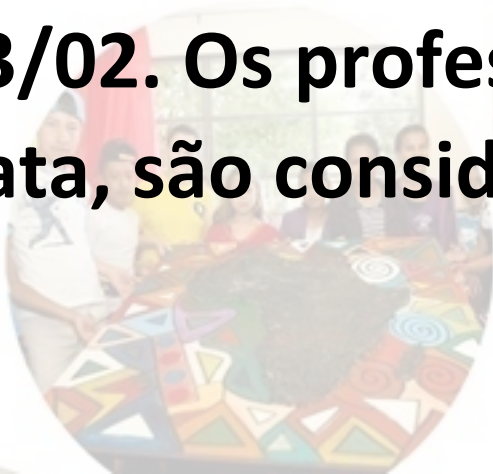 3/02. Os profes
ata, são consid